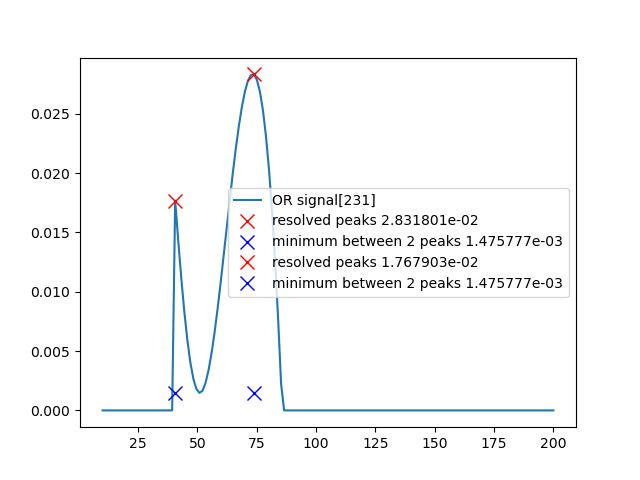 0.025
0.020
0.015
0.010
0.005
0.000
OR signal[231]
resolved peaks 2.831801e-02
minimum between 2 peaks 1.475777e-03
resolved peaks 1.767903e-02
minimum between 2 peaks 1.475777e-03
25 50 75 100 125 150 175 200